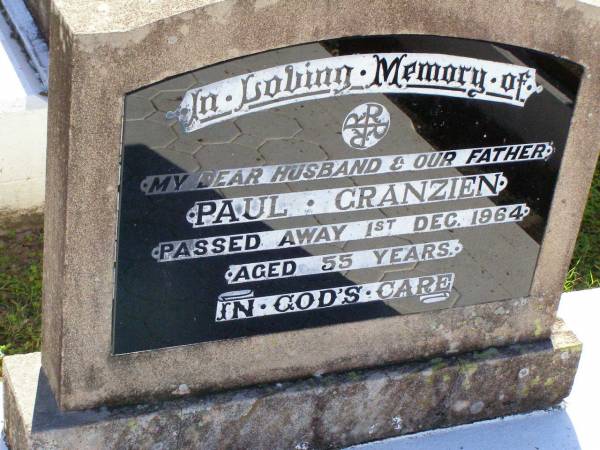 In · Loving · Memory · of ·
· MY DEAR HUSBAND & OUR FATHER ·
· PAUL · GRANZIEN ·
· PASSED AWAY 1ST DEC. 1964 ·
· AGED 55 YEARS. ·
IN · GOD'S · CARE